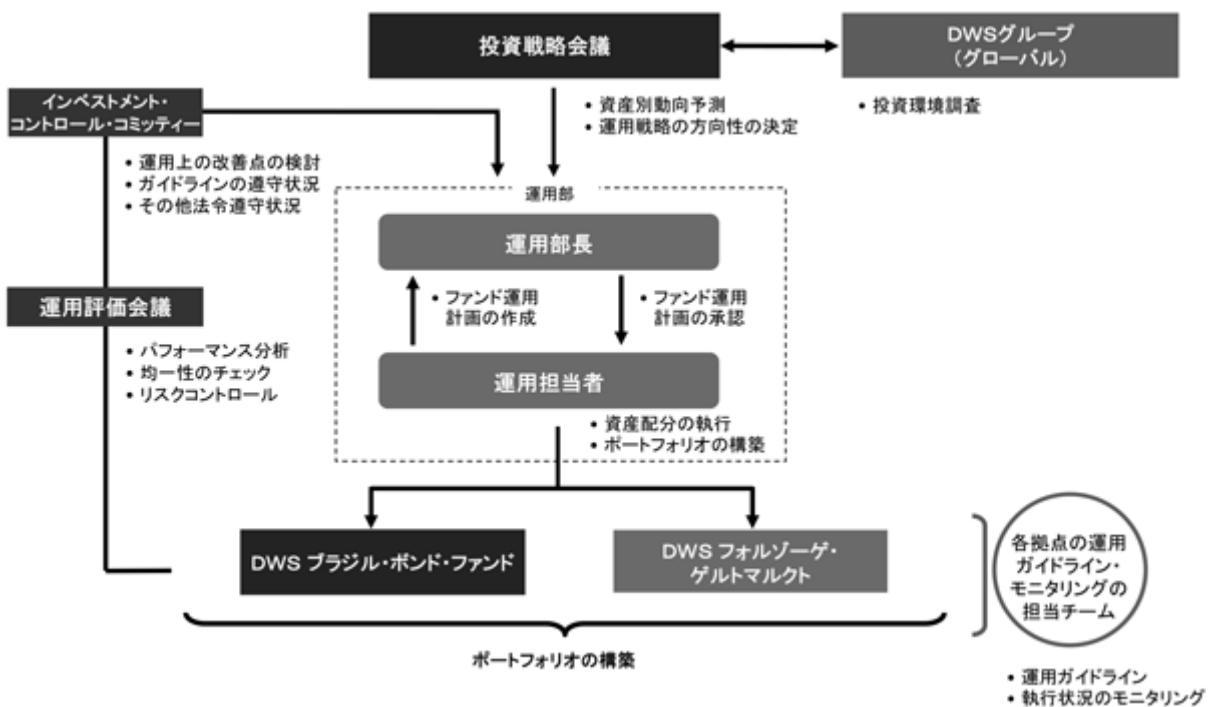 投資戦略会議
DWSグループ
(グローバル)
• 資産別動向予測
• 運用戦略の方向性の決定
• 投資環境調査
インベストメント・
コントロール・コミッティー
• 運用上の改善点の検討
• ガイドラインの遵守状況
• その他法令遵守状況
運用部
運用部長
• ファンド運用
計画の作成
• ファンド運用
計画の承認
運用評価会議
• パフォーマンス分析
• 均一性のチェック
• リスクコントロール
運用担当者
• 資産配分の執行
• ポートフォリオの構築
DWS ブラジル・ボンド・ファンド
DWS フォルゾーゲ・
ゲルトマルクト
各拠点の運用
ガイドライン・
モニタリングの
担当チーム
ポートフォリオの構築
• 運用ガイドライン
• 執行状況のモニタリング